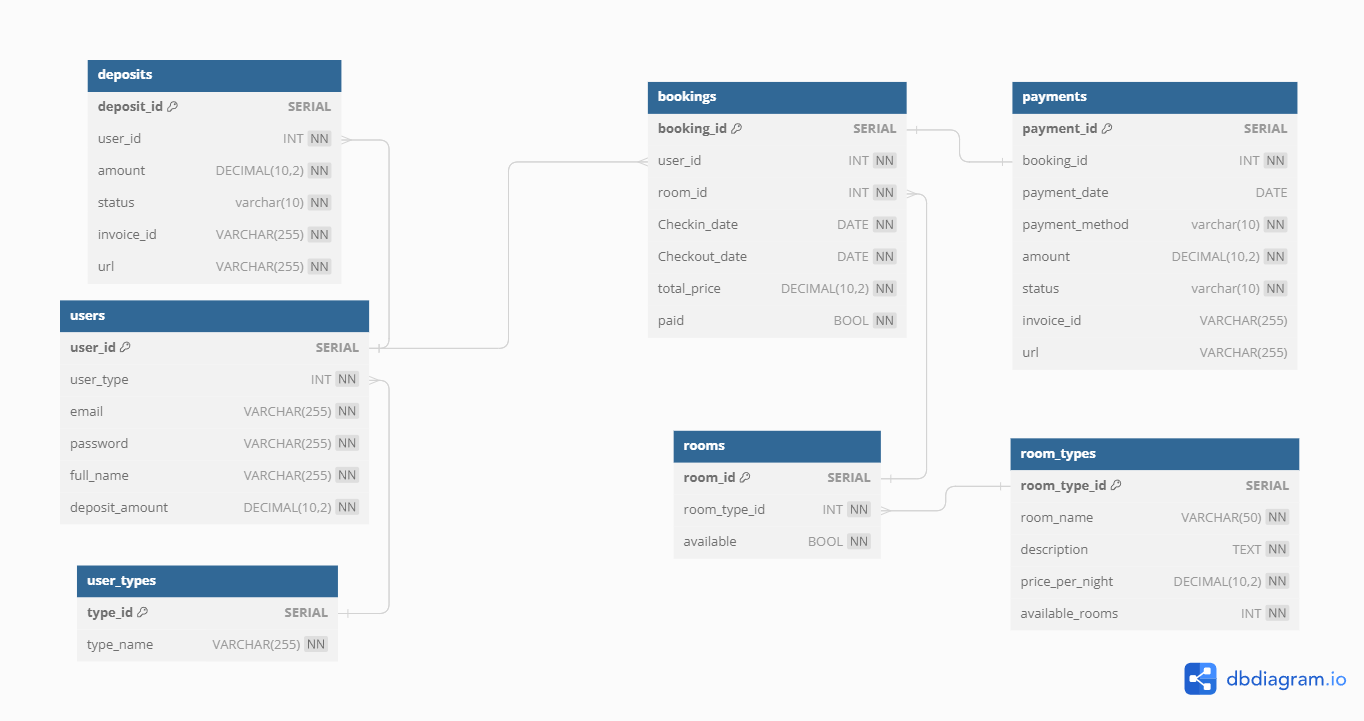 deposits
deposit_id SERIAL
user_id INT NN
amount DECIMAL(10,2) NN
status varchar(10) NN
invoice_id VARCHAR(255) NN
url VARCHAR(255) NN
users
user_id SERIAL
user_type INT NN
email VARCHAR(255) NN
password VARCHAR(255) NN
full_name VARCHAR(255) NN
deposit_amount DECIMAL(10,2) NN
user_types
type_id SERIAL
type_name VARCHAR(255) NN
bookings
booking_id SERIAL
user_id INT NN
room_id INT NN
Checkin_date DATE NN
Checkout_date DATE NN
total_price DECIMAL(10,2) NN
paid BOOL NN
rooms
room_id SERIAL
room_type_id INT NN
available BOOL NN
payments
payment_id SERIAL
booking_id INT NN
payment_date DATE
payment_method varchar(10) NN
amount DECIMAL(10,2) NN
status varchar(10) NN
invoice_id VARCHAR(255)
url VARCHAR(255)
room_types
room_type_id SERIAL
room_name VARCHAR(50) NN
description TEXT NN
price_per_night DECIMAL(10,2) NN
available_rooms INT NN
dbdiagram.io